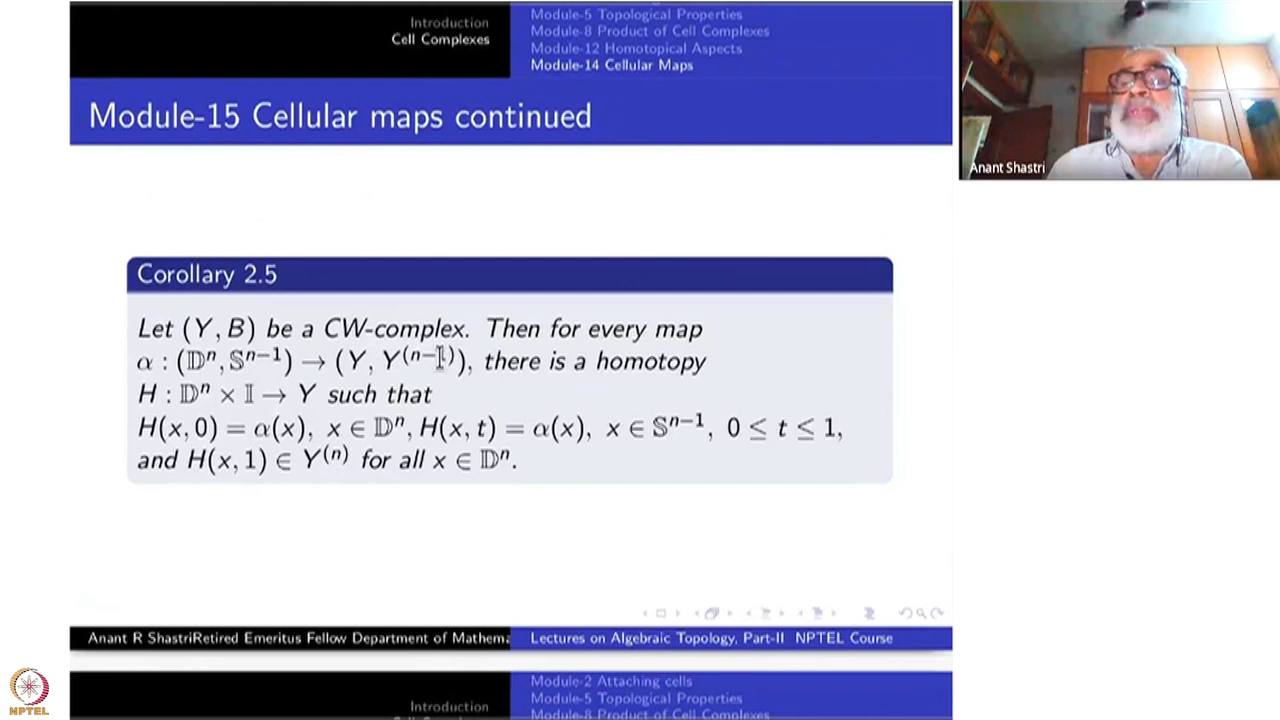 Introduction
Cell Complexes
Module-5 Topological Properties
Module-8 Product of Cell Complexes
Module-12 Homotopical Aspects
Module-14 Cellular Maps
Module-15 Cellular maps continued
Anant Shastri
Corollary 2.5
Let (Y, B) be a CW-complex. Then for every map
α : (𝔻ⁿ, 𝕊ⁿ⁻¹) → (Y, Y⁽ⁿ⁻¹⁾), there is a homotopy
H : 𝔻ⁿ × 𝕀 → Y such that
H(x, 0) = α(x), x ∈ 𝔻ⁿ, H(x, t) = α(x), x ∈ 𝕊ⁿ⁻¹, 0 ≤ t ≤ 1,
and H(x, 1) ∈ Y⁽ⁿ⁾ for all x ∈ 𝔻ⁿ.
Anant R ShastriRetired Emeritus Fellow Department of Mathema
Lectures on Algebraic Topology, Part-II NPTEL Course
Introduction
Module-2 Attaching cells
Module-5 Topological Properties
Module-8 Product of Cell Complexes
NPTEL